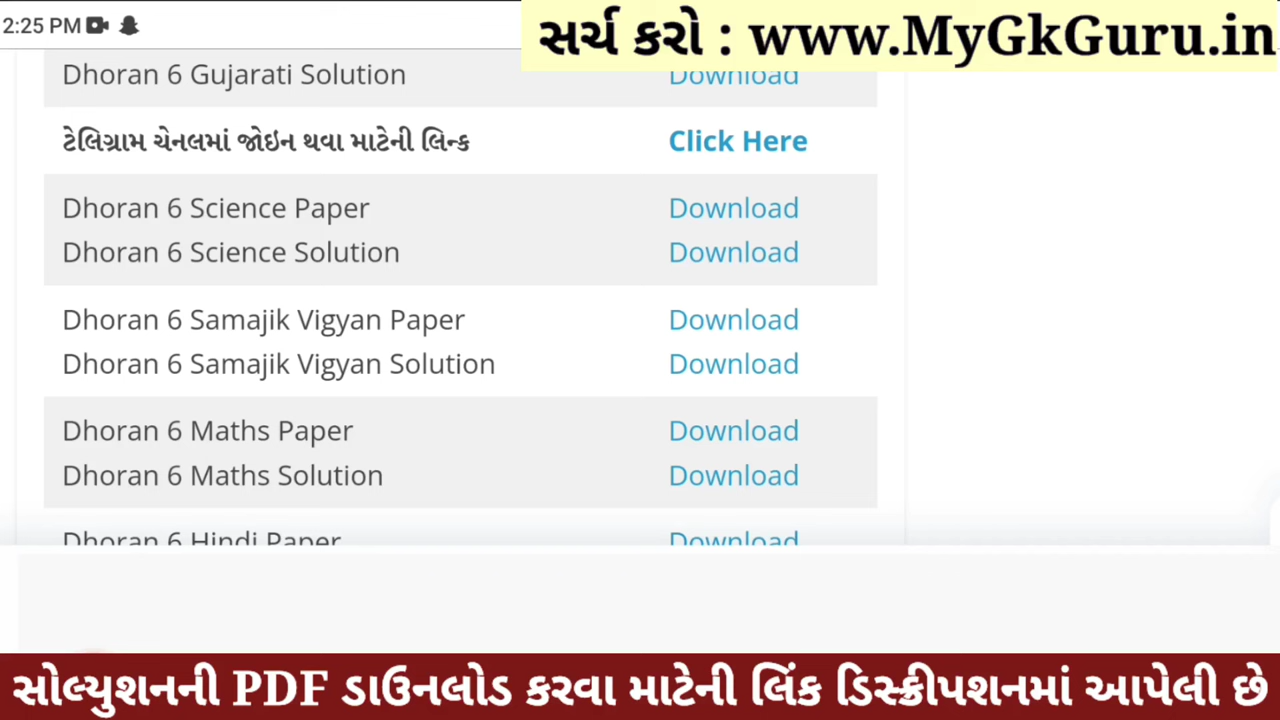 2:25 PM
સર્ચ કરો : www.MyGkGuru.in
Dhoran 6 Gujarati Solution Download
ટેલિગ્રામ ચેનલમાં જોઇન થવા માટેની લિન્ક Click Here
Dhoran 6 Science Paper Download
Dhoran 6 Science Solution Download
Dhoran 6 Samajik Vigyan Paper Download
Dhoran 6 Samajik Vigyan Solution Download
Dhoran 6 Maths Paper Download
Dhoran 6 Maths Solution Download
Dhoran 6 Hindi Paper Download
સોલ્યુશનની PDF ડાઉનલોડ કરવા માટેની લિંક ડિસ્ક્રીપશનમાં આપેલી છે